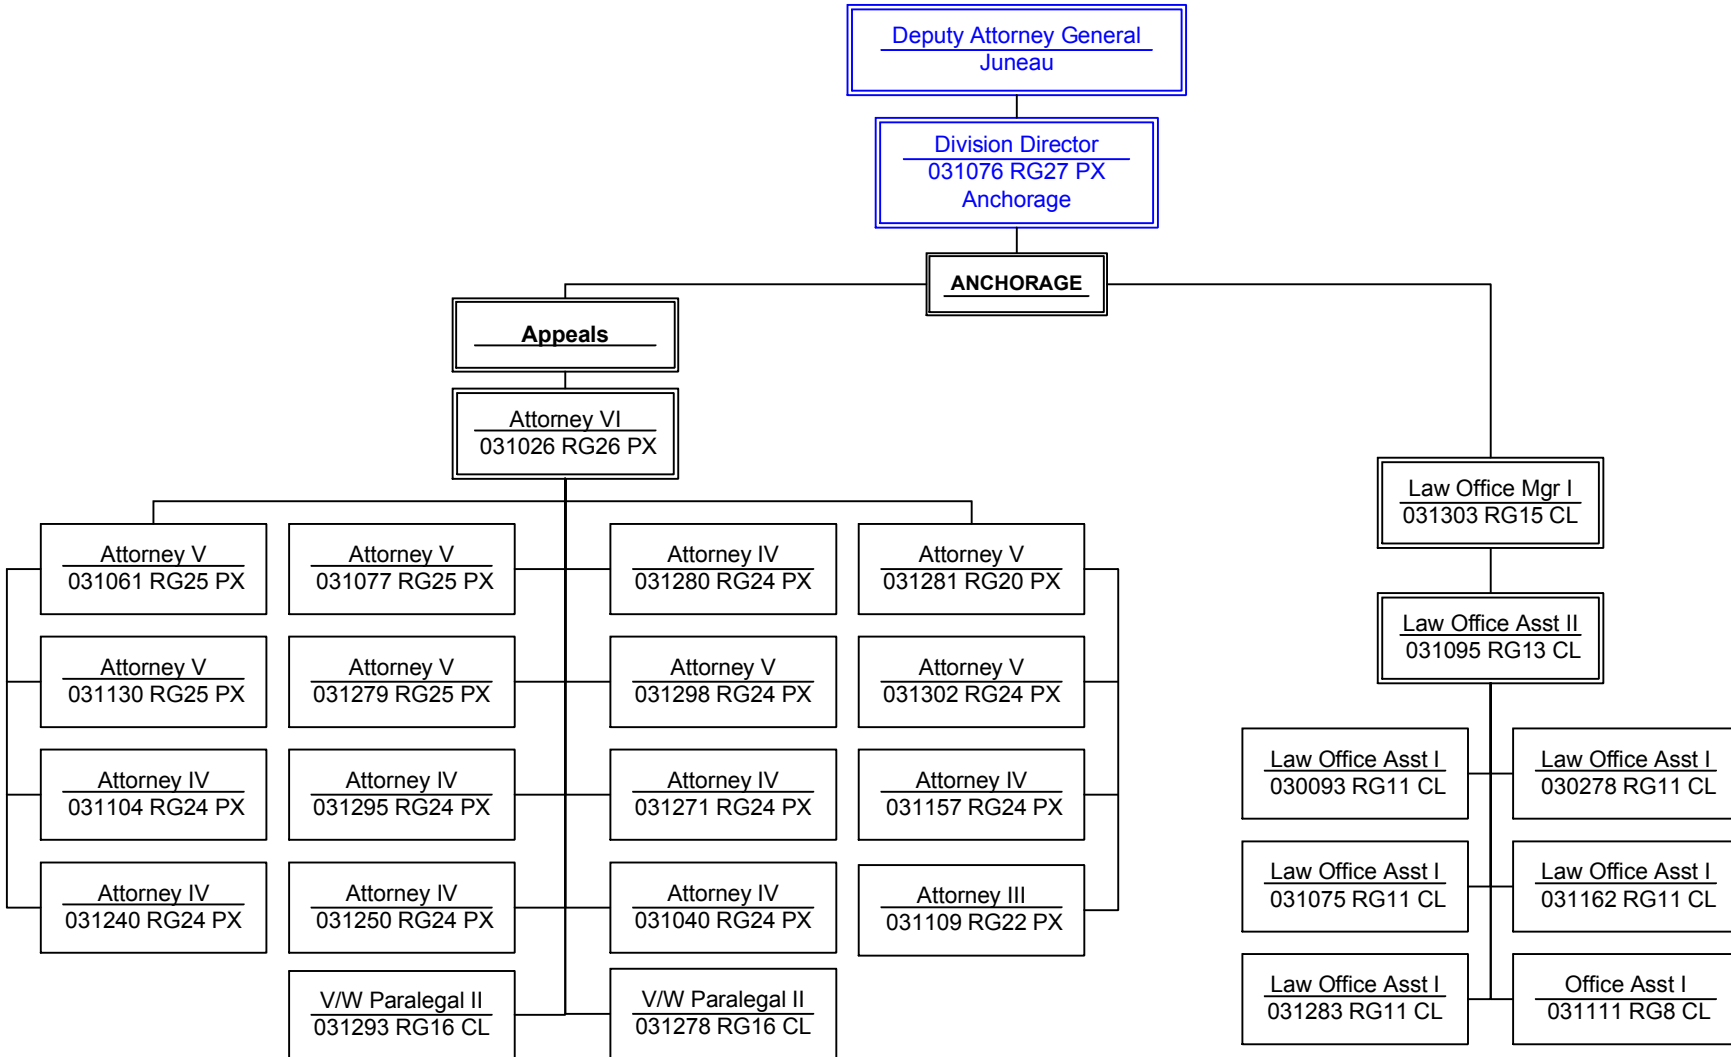 Deputy Attorney General
Juneau
Division Director
031076 RG27 PX
Anchorage
ANCHORAGE
Appeals
Attorney VI
031026 RG26 PX
Attorney V
031061 RG25 PX
Attorney V
031077 RG25 PX
Attorney IV
031280 RG24 PX
Attorney V
031281 RG20 PX
Attorney V
031130 RG25 PX
Attorney V
031279 RG25 PX
Attorney V
031298 RG24 PX
Attorney V
031302 RG24 PX
Attorney IV
031104 RG24 PX
Attorney IV
031295 RG24 PX
Attorney IV
031271 RG24 PX
Attorney IV
031157 RG24 PX
Attorney IV
031240 RG24 PX
Attorney IV
031250 RG24 PX
Attorney IV
031040 RG24 PX
Attorney III
031109 RG22 PX
V/W Paralegal II
031293 RG16 CL
V/W Paralegal II
031278 RG16 CL
Law Office Mgr I
031303 RG15 CL
Law Office Asst II
031095 RG13 CL
Law Office Asst I
030093 RG11 CL
Law Office Asst I
030278 RG11 CL
Law Office Asst I
031075 RG11 CL
Law Office Asst I
031162 RG11 CL
Law Office Asst I
031283 RG11 CL
Office Asst I
031111 RG8 CL